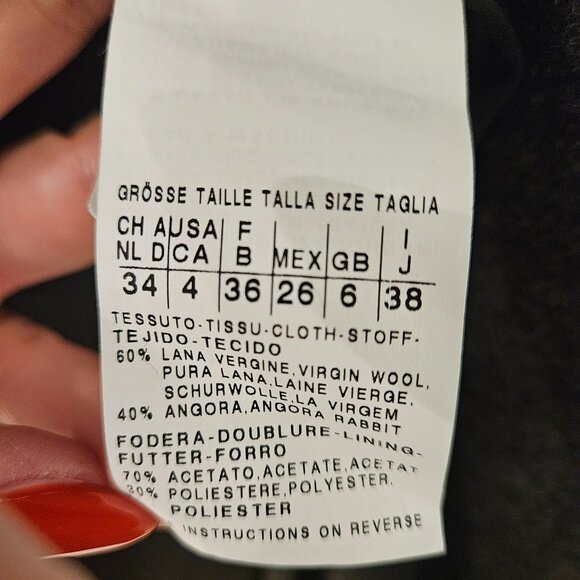 GRÖSSE TAILLE TALLA SIZE TAGLIA
CH A USA F I
NL D CA B MEX GB J
34 4 36 26 6 38
TESSUTO-TISSU-CLOTH-STOFF-
TEJIDO-TECIDO
60% LANA VERGINE,VIRGIN WOOL,
PURA LANA,LAINE VIERGE,
SCHURWOLLE,LA VIRGEM
40% ANGORA,ANGORA RABBIT
FODERA-DOUBLURE-LINING-
FUTTER-FORRO
70% ACETATO,ACETATE,ACETAT
30% POLIESTERE,POLYESTER,
POLIESTER
INSTRUCTIONS ON REVERSE